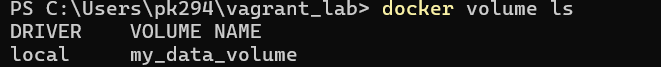 PS C:\Users\pk294\vagrant_lab> docker volume ls
DRIVER    VOLUME NAME
local     my_data_volume